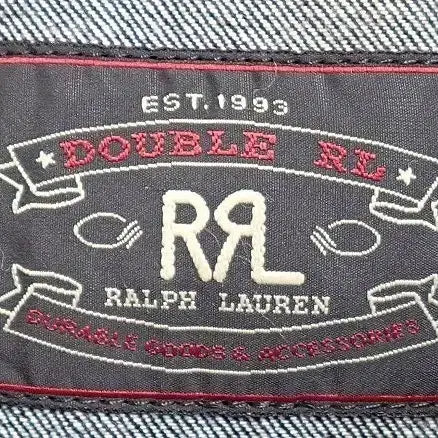 EST.1993
★ DOUBLE RL ★
RRL
RALPH LAUREN
DURABLE GOODS & ACCESSORIES